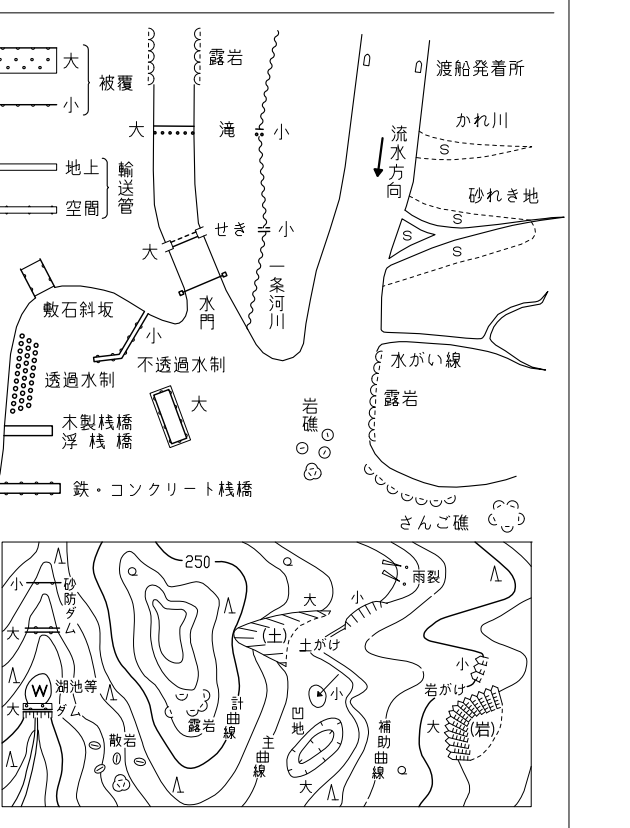 大
被覆
小
地上
輸送管
空間
露岩
大
滝
小
せき
小
大
水門
一条河川
渡船発着所
かれ川
流水方向
砂れき地
S
S
S
S
敷石斜坂
小
不透過水制
透過水制
大
木製桟橋
浮桟橋
鉄・コンクリート桟橋
岩礁
水がい線
露岩
さんご礁
小
砂防ダム
大
W
湖池等
大
ダム
散岩
250
露岩
計曲線
主曲線
大
(土)
土がけ
小
雨裂
小
凹地
大
補助曲線
小
岩がけ
大
(岩)